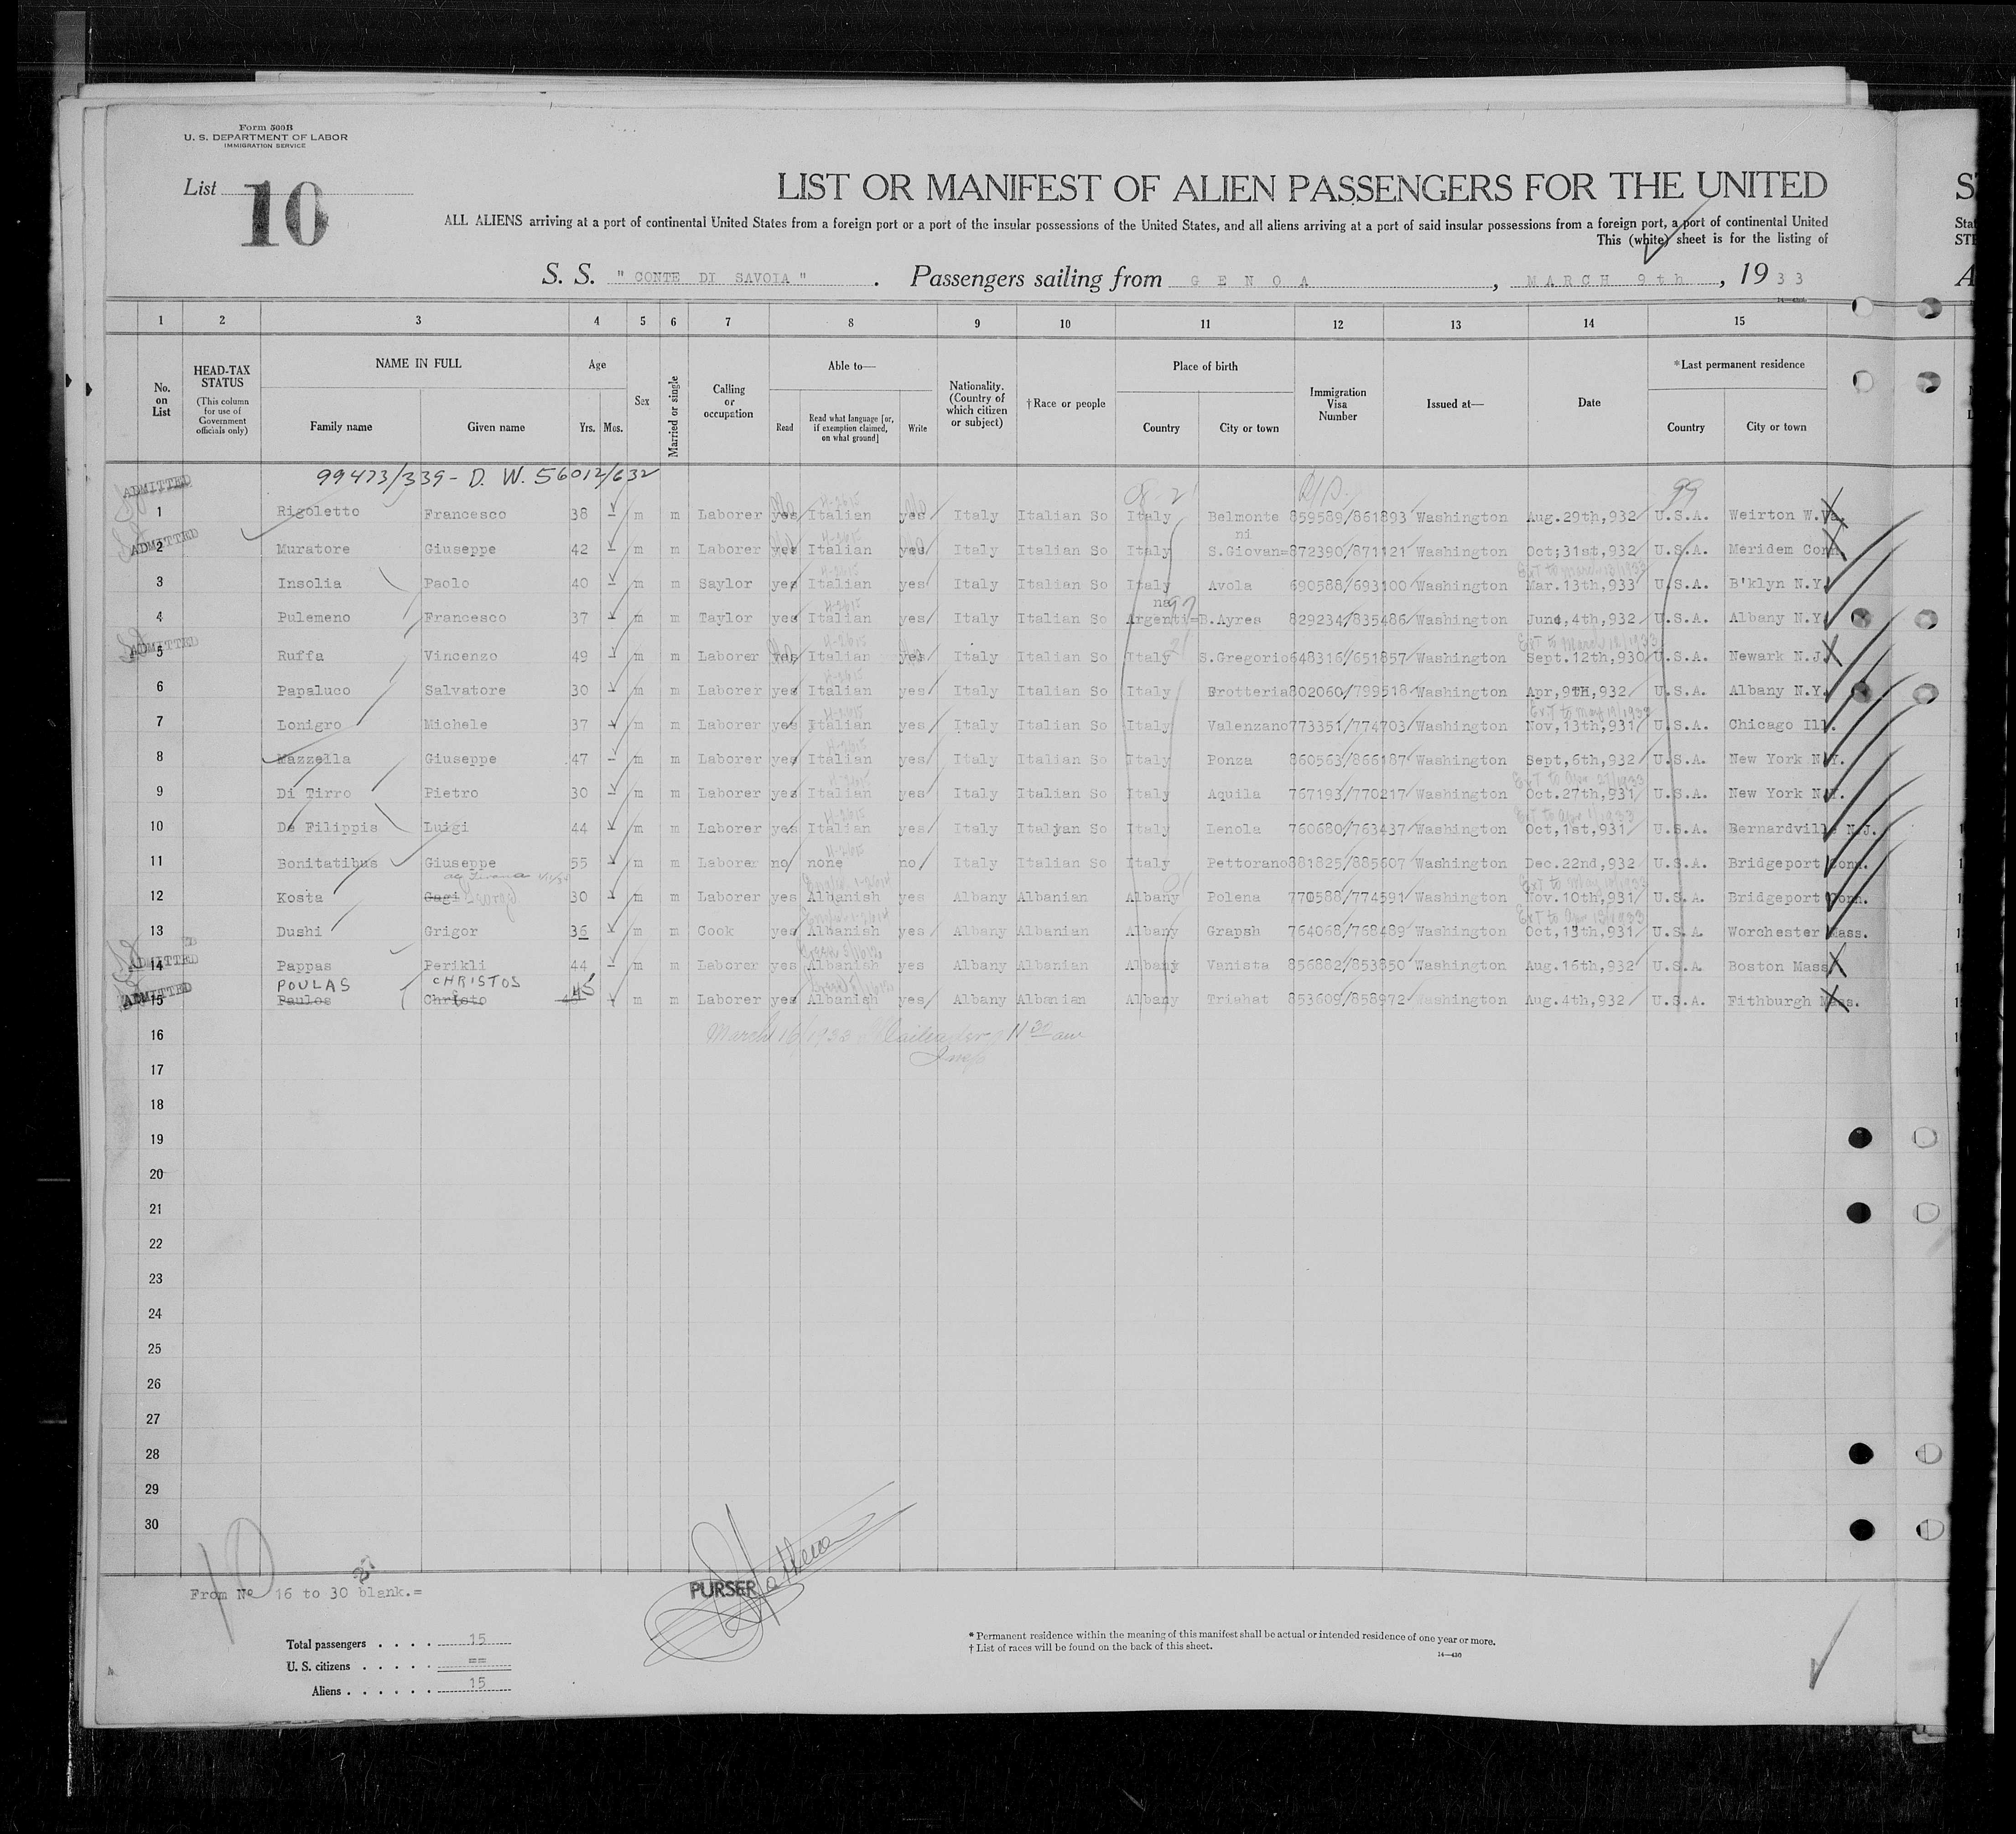 Form 500B
U. S. DEPARTMENT OF LABOR
IMMIGRATION SERVICE
List 10
LIST OR MANIFEST OF ALIEN PASSENGERS FOR THE UNITED
ALL ALIENS arriving at a port of continental United States from a foreign port or a port of the insular possessions of the United States, and all aliens arriving at a port of said insular possessions from a foreign port, a port of continental United
This (white) sheet is for the listing of
S. S. " CONTE DI SAVOIA " . Passengers sailing from G E N O A , MARCH 9th , 19 33
1 2 3 4 5 6 7 8 9 10 11 12 13 14 15
No. on List
HEAD-TAX STATUS
(This column for use of Government officials only)
NAME IN FULL
Family name Given name
Age
Yrs. Mos.
Sex
Married or single
Calling or occupation
Able to—
Read
Read what language [or, if exemption claimed, on what ground]
Write
Nationality. (Country of which citizen or subject)
† Race or people
Place of birth
Country City or town
Immigration Visa Number
Issued at—
Date
*Last permanent residence
Country City or town
99473/339- D. W. 56012/632
ADMITTED
1 Rigoletto Francesco 38 m m Laborer yes Italian yes Italy Italian So Italy Belmonte 859589/861893 Washington Aug.29th,932 U.S.A. Weirton W.Va.
ADMITTED
2 Muratore Giuseppe 42 m m Laborer yes Italian yes Italy Italian So Italy S.Giovan=ni 872390/871121 Washington Oct;31st,932 U.S.A. Meridem Conn.
Ext to March 13/1933
3 Insolia Paolo 40 m m Saylor yes Italian yes Italy Italian So Italy Avola 690588/693100 Washington Mar.13th,933 U.S.A. B'klyn N.Y.
4 Pulemeno Francesco 37 m m Taylor yes Italian yes Italy Italian So Argenti=na B.Ayres 829234/835486 Washington June,4th,932 U.S.A. Albany N.Y.
ADMITTED
5 Ruffa Vincenzo 49 m m Laborer yes Italian yes Italy Italian So Italy S.Gregorio 648316/651857 Washington Sept.12th,930 U.S.A. Newark N.J.
6 Papaluco Salvatore 30 m m Laborer yes Italian yes Italy Italian So Italy Brotteria 802060/799518 Washington Apr,9TH,932 U.S.A. Albany N.Y.
7 Lonigro Michele 37 m m Laborer yes Italian yes Italy Italian So Italy Valenzano 773351/774703 Washington Nov,13th,931 U.S.A. Chicago Ill.
8 Mazzella Giuseppe 47 m m Laborer yes Italian yes Italy Italian So Italy Ponza 860563/866187 Washington Sept,6th,932 U.S.A. New York N.Y.
9 Di Tirro Pietro 30 m m Laborer yes Italian yes Italy Italian So Italy Aquila 767193/770217 Washington Oct.27th,931 U.S.A. New York N.Y.
10 De Filippis Luigi 44 m m Laborer yes Italian yes Italy Italyan So Italy Lenola 760680/763437 Washington Oct,1st,931 U.S.A. Bernardville N.J.
11 Bonitatibus Giuseppe 55 m m Laborer no none no Italy Italian So Italy Pettorano 881825/885607 Washington Dec.22nd,932 U.S.A. Bridgeport Conn.
12 Kosta Gagi George 30 m m Laborer yes Albanish yes Albany Albanian Albany Polena 770588/774591 Washington Nov.10th,931 U.S.A. Bridgeport Conn.
13 Dushi Grigor 36 m m Cook yes Albanish yes Albany Albanian Albany Grapsh 764068/768489 Washington Oct,13th,931 U.S.A. Worchester Mass.
ADMITTED
14 Pappas Perikli 44 m m Laborer yes Albanish yes Albany Albanian Albany Vanista 856882/853850 Washington Aug.16th,932 U.S.A. Boston Mass
POULAS CHRISTOS 45
ADMITTED
15 Paulos Christo m Laborer yes Albanish yes Albany Albanian Albany Triahat 853609/858972 Washington Aug.4th,932 U.S.A. Fithburgh Mass.
16 March 16/1933 11 30 am
17
18
19
20
21
22
23
24
25
26
27
28
29
30
From No 16 to 30 blank.=
PURSER
Total passengers . . . . 15
U. S. citizens . . . . . ==
Aliens . . . . . . 15
* Permanent residence within the meaning of this manifest shall be actual or intended residence of one year or more.
† List of races will be found on the back of this sheet.
14—430